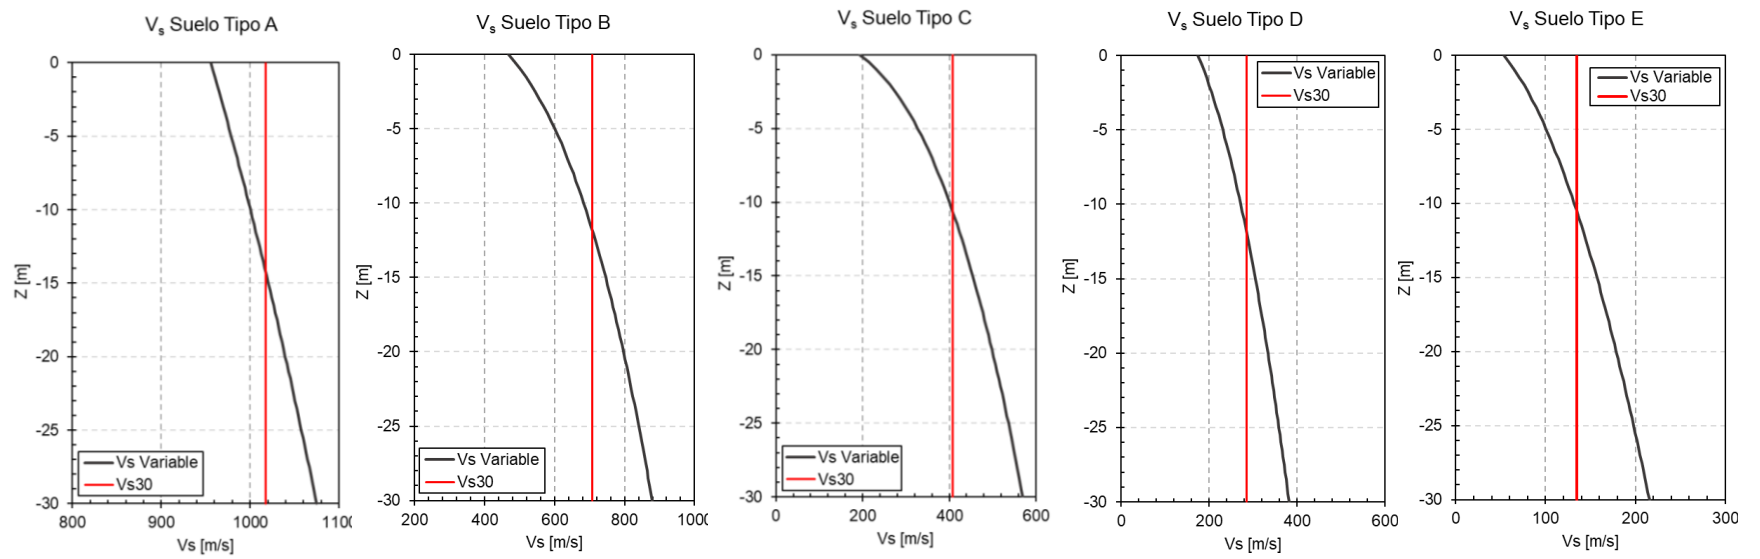 Vs Suelo Tipo A
0
-5
-10
-15
-20
-25
-30
Z [m]
Vs Variable
Vs30
800 900 1000 110
Vs [m/s]
Vs Suelo Tipo B
0
-5
-10
-15
-20
-25
-30
Z [m]
Vs Variable
Vs30
200 400 600 800 100
Vs [m/s]
Vs Suelo Tipo C
0
-5
-10
-15
-20
-25
-30
Z [m]
Vs Variable
Vs30
0 200 400 600
Vs [m/s]
Vs Suelo Tipo D
0
-5
-10
-15
-20
-25
-30
Z [m]
Vs Variable
Vs30
0 200 400 600
Vs [m/s]
Vs Suelo Tipo E
0
-5
-10
-15
-20
-25
-30
Z [m]
Vs Variable
Vs30
0 100 200 300
Vs [m/s]